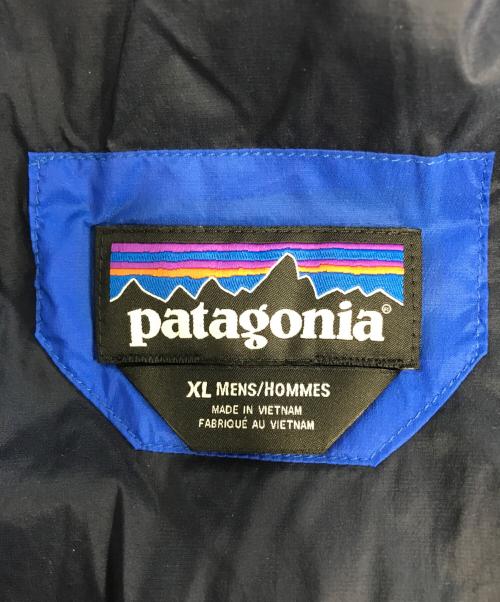 patagonia®
XL MENS/HOMMES
MADE IN VIETNAM
FABRIQUÉ AU VIETNAM